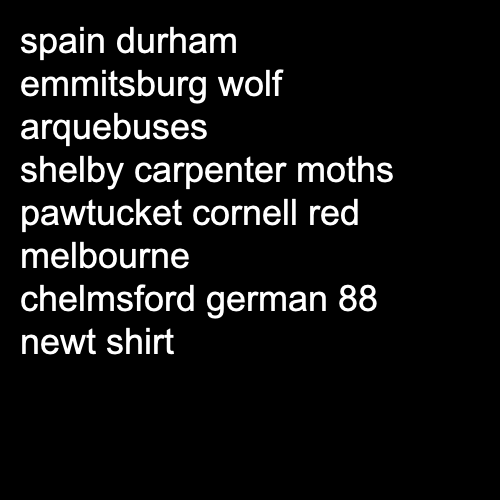 spain durham
emmitsburg wolf
arquebuses
shelby carpenter moths
pawtucket cornell red
melbourne
chelmsford german 88
newt shirt